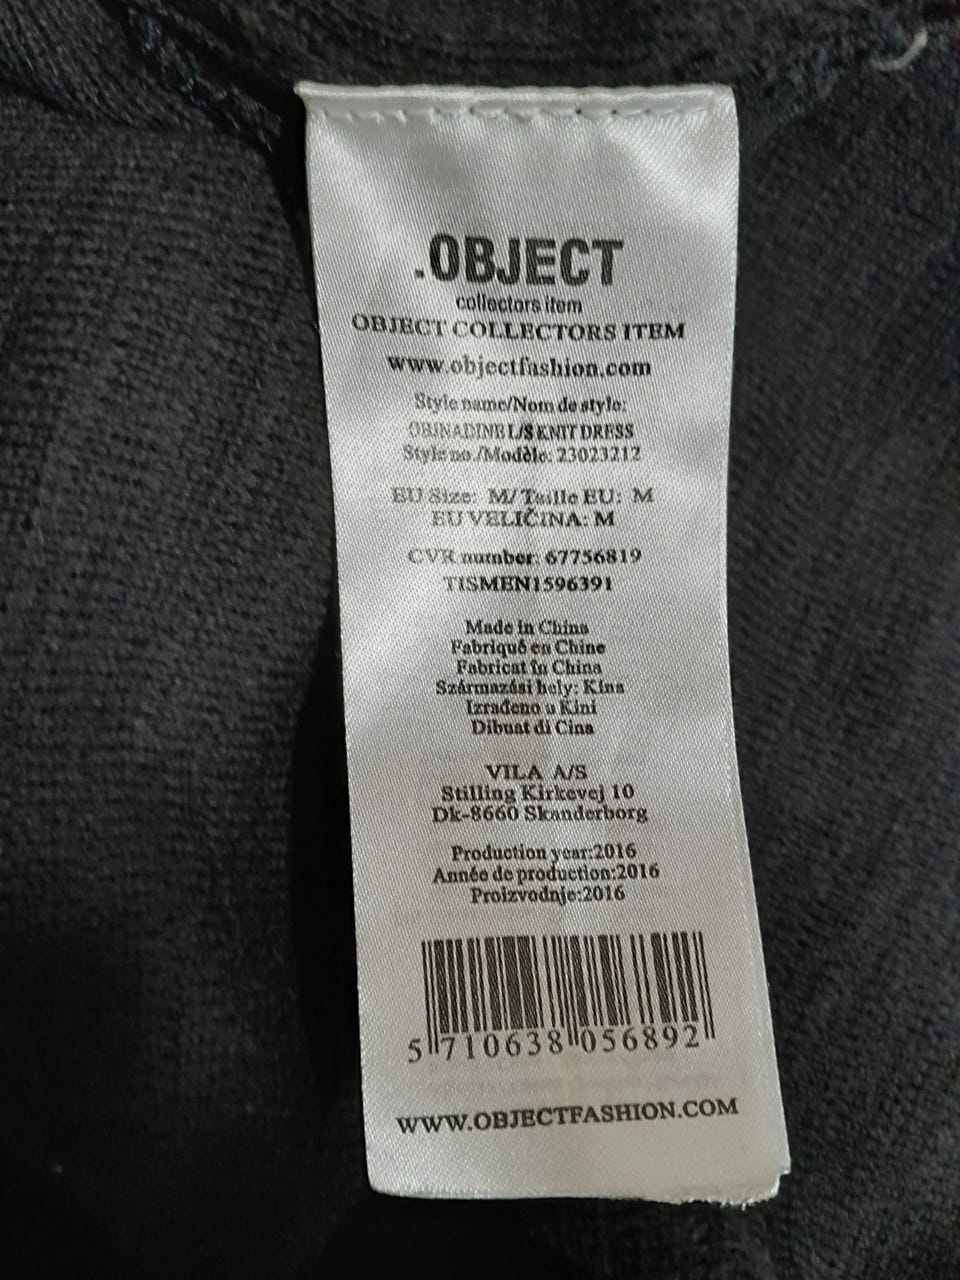 .OBJECT
collectors item
OBJECT COLLECTORS ITEM
www.objectfashion.com
Style name/Nom de style:
OBJNADINE L/S KNIT DRESS
Style no./Modèle: 23023212
EU Size: M/ Taille EU: M
EU VELIČINA: M
CVR number: 67756819
TISMEN1596391
Made in China
Fabriqué en Chine
Fabricat în China
Származási hely: Kína
Izrađeno u Kini
Dibuat di Cina
VILA A/S
Stilling Kirkevej 10
Dk-8660 Skanderborg
Production year:2016
Année de production:2016
Proizvodnje:2016
5 710638 056892
WWW.OBJECTFASHION.COM